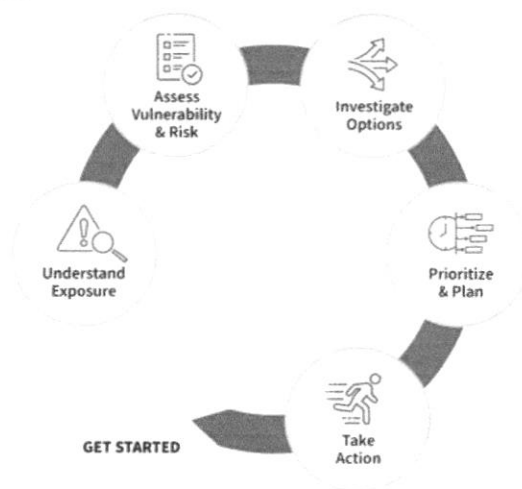 Assess
Vulnerability
& Risk
Investigate
Options
Understand
Exposure
Prioritize
& Plan
GET STARTED
Take
Action